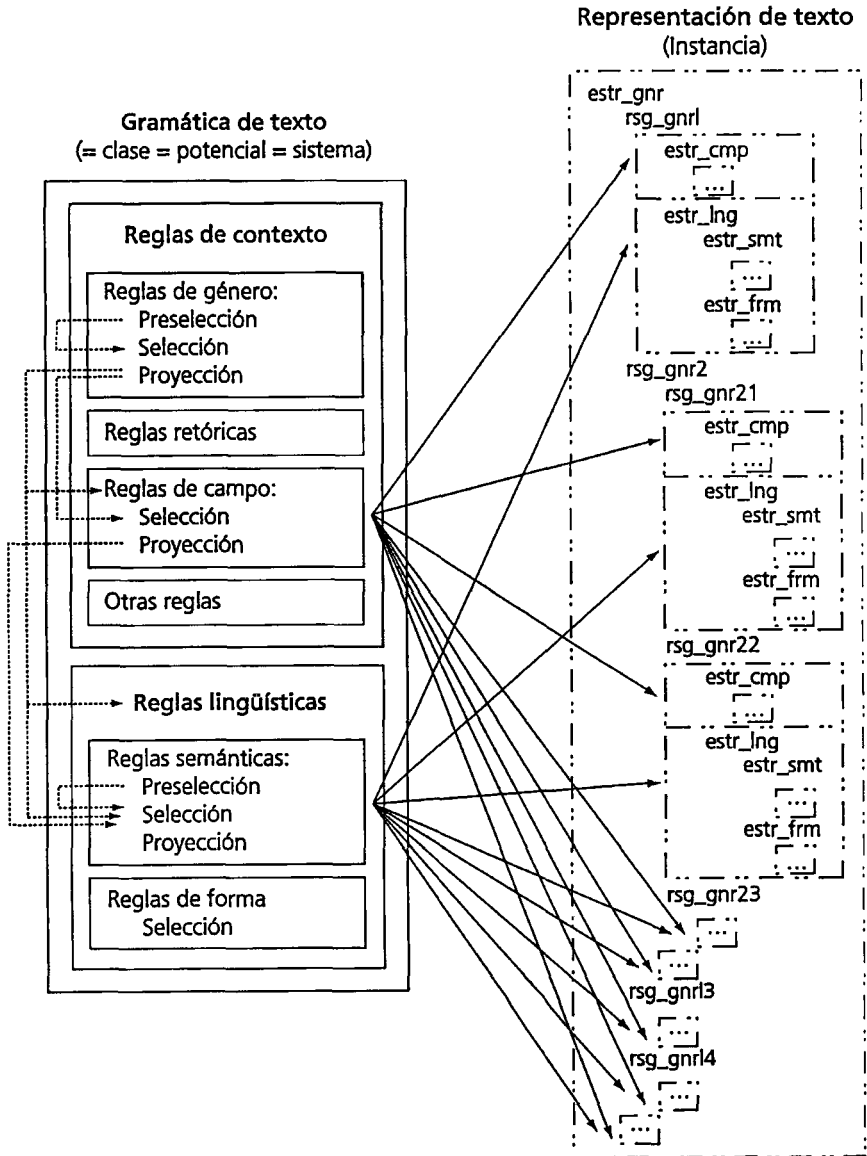 Representación de texto
(Instancia)
Gramática de texto
(= clase = potencial = sistema)
Reglas de contexto
Reglas de género:
Preselección
Selección
Proyección
Reglas retóricas
Reglas de campo:
Selección
Proyección
Otras reglas
Reglas lingüísticas
Reglas semánticas:
Preselección
Selección
Proyección
Reglas de forma
Selección
estr_gnr
rsg_gnrl
estr_cmp
...
estr_lng
estr_smt
...
estr_frm
...
rsg_gnr2
rsg_gnr21
estr_cmp
...
estr_lng
estr_smt
...
estr_frm
...
rsg_gnr22
estr_cmp
...
estr_lng
estr_smt
...
estr_frm
...
rsg_gnr23
...
...
rsg_gnrl3
...
rsg_gnrl4
...
...